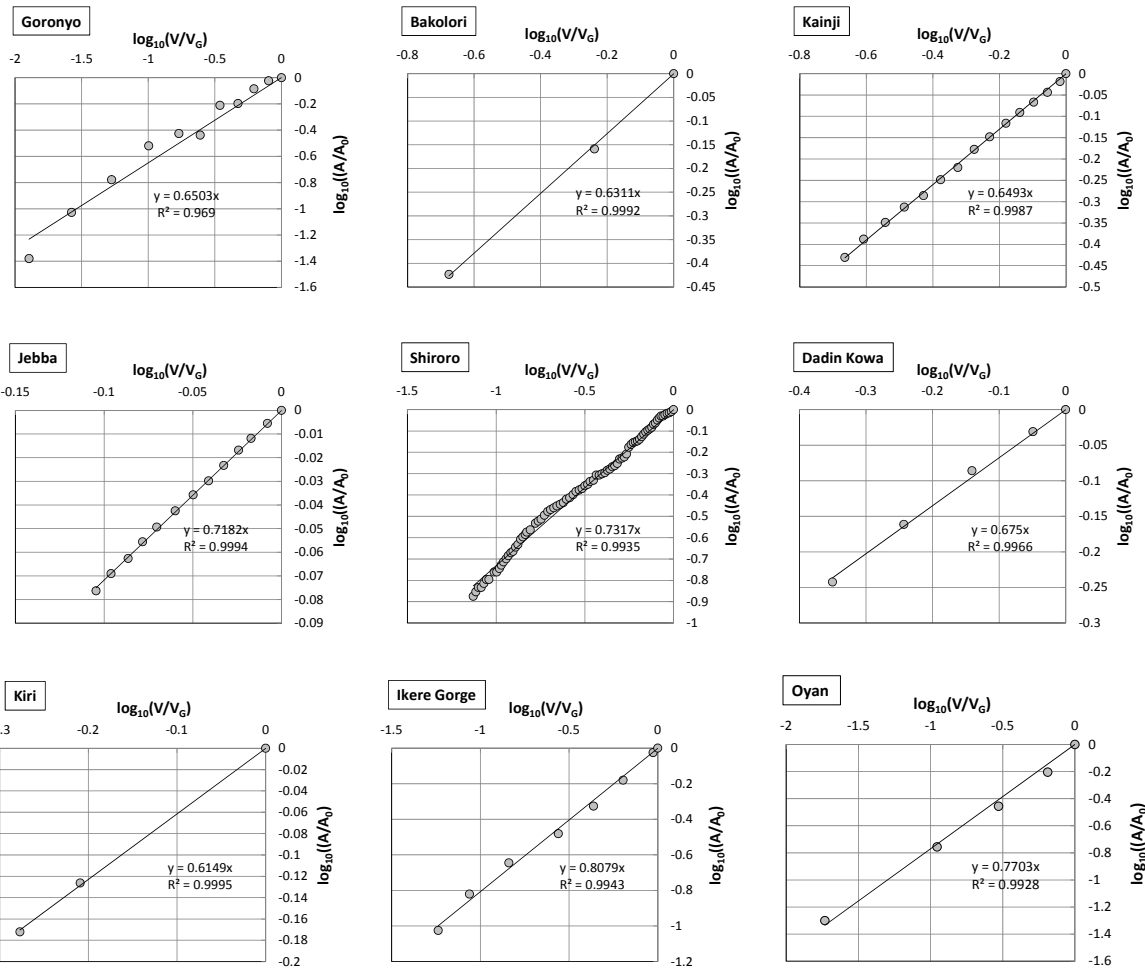 Goronyo
log₁₀(V/V_G)
-2 -1.5 -1 -0.5 0
0
-0.2
-0.4
-0.6
-0.8
-1
-1.2
-1.4
-1.6
log₁₀((A/A₀)
y = 0.6503x
R² = 0.969
Bakolori
log₁₀(V/V_G)
-0.8 -0.6 -0.4 -0.2 0
0
-0.05
-0.1
-0.15
-0.2
-0.25
-0.3
-0.35
-0.4
-0.45
log₁₀((A/A₀)
y = 0.6311x
R² = 0.9992
Kainji
log₁₀(V/V_G)
-0.8 -0.6 -0.4 -0.2 0
0
-0.05
-0.1
-0.15
-0.2
-0.25
-0.3
-0.35
-0.4
-0.45
-0.5
log₁₀((A/A₀)
y = 0.6493x
R² = 0.9987
Jebba
log₁₀(V/V_G)
-0.15 -0.1 -0.05 0
0
-0.01
-0.02
-0.03
-0.04
-0.05
-0.06
-0.07
-0.08
-0.09
log₁₀((A/A₀)
y = 0.7182x
R² = 0.9994
Shiroro
log₁₀(V/V_G)
-1.5 -1 -0.5 0
0
-0.1
-0.2
-0.3
-0.4
-0.5
-0.6
-0.7
-0.8
-0.9
-1
log₁₀((A/A₀)
y = 0.7317x
R² = 0.9935
Dadin Kowa
log₁₀(V/V_G)
-0.4 -0.3 -0.2 -0.1 0
0
-0.05
-0.1
-0.15
-0.2
-0.25
-0.3
log₁₀((A/A₀)
y = 0.675x
R² = 0.9966
Kiri
log₁₀(V/V_G)
.3 -0.2 -0.1 0
0
-0.02
-0.04
-0.06
-0.08
-0.1
-0.12
-0.14
-0.16
-0.18
-0.2
log₁₀((A/A₀)
y = 0.6149x
R² = 0.9995
Ikere Gorge
log₁₀(V/V_G)
-1.5 -1 -0.5 0
0
-0.2
-0.4
-0.6
-0.8
-1
-1.2
log₁₀((A/A₀)
y = 0.8079x
R² = 0.9943
Oyan
log₁₀(V/V_G)
-2 -1.5 -1 -0.5 0
0
-0.2
-0.4
-0.6
-0.8
-1
-1.2
-1.4
-1.6
log₁₀((A/A₀)
y = 0.7703x
R² = 0.9928